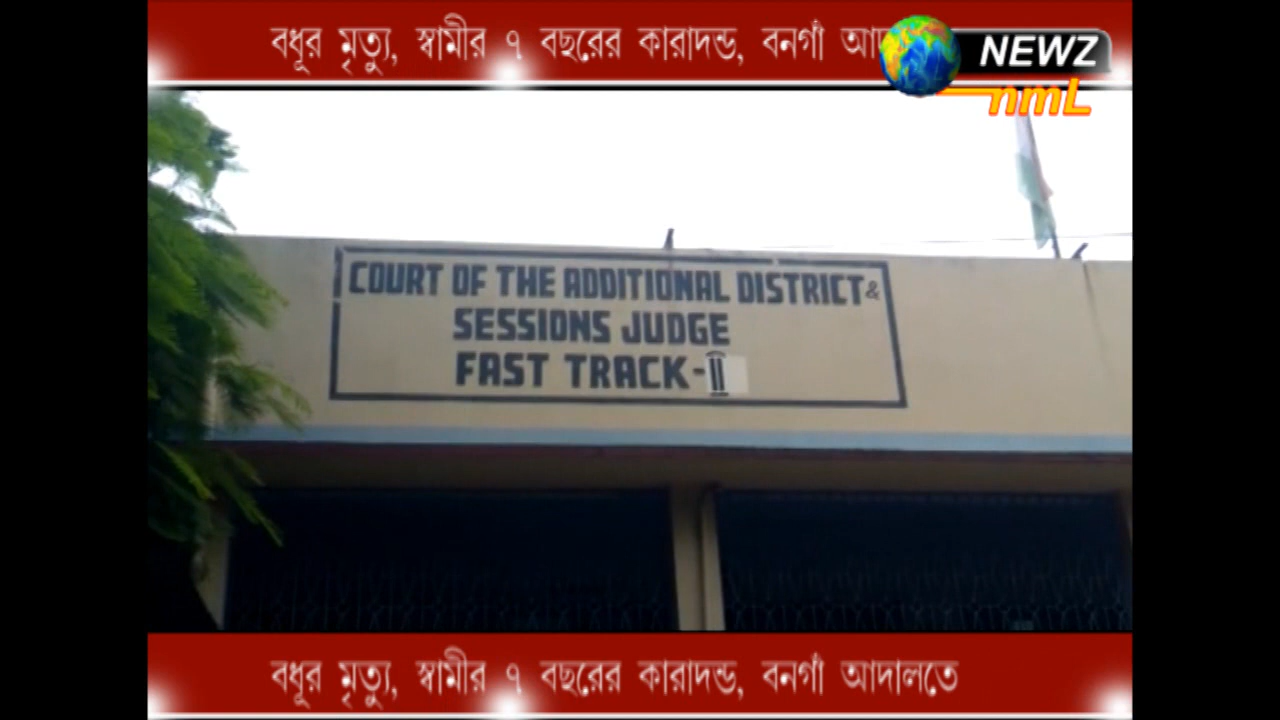 বধূর মৃত্যু, স্বামীর ৭ বছরের কারাদন্ড, বনগাঁ আদা
NEWZ
nmL
COURT OF THE ADDITIONAL DISTRICT &
SESSIONS JUDGE
FAST TRACK-II
বধূর মৃত্যু, স্বামীর ৭ বছরের কারাদন্ড, বনগাঁ আদালতে